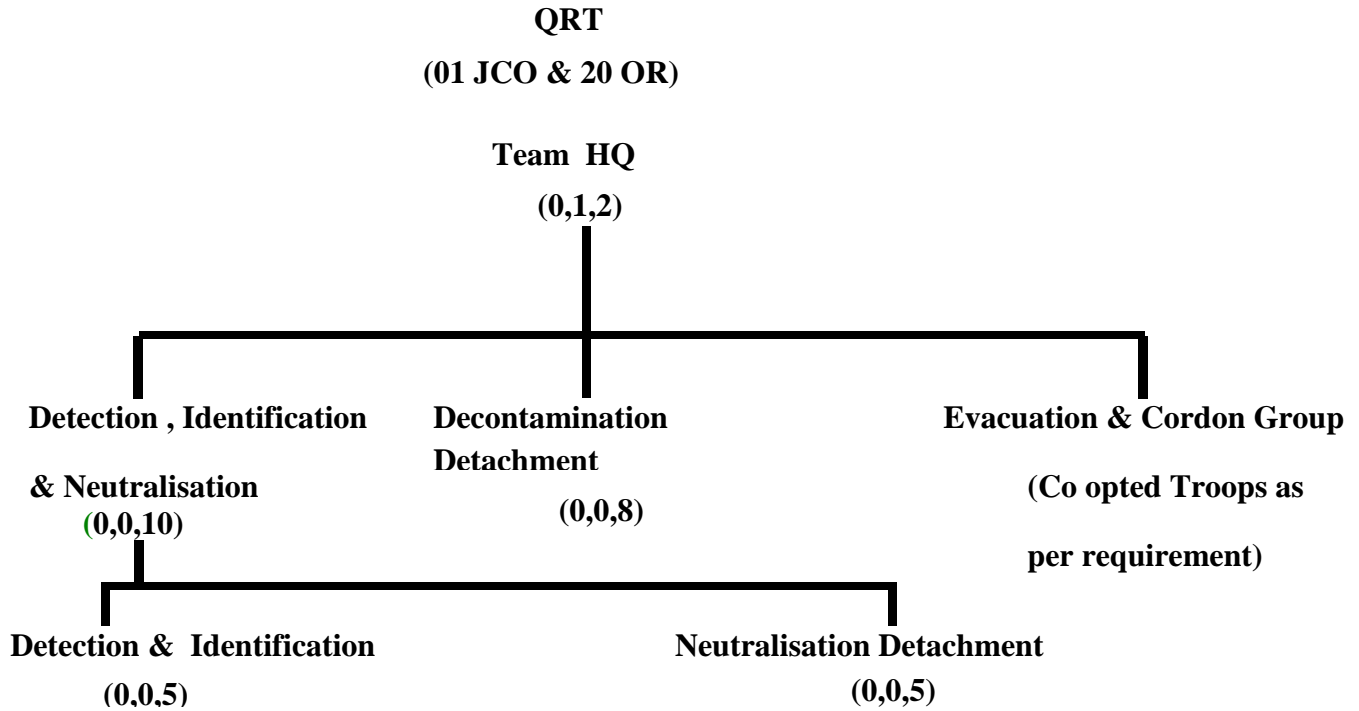 QRT
(01 JCO & 20 OR)
Team HQ
(0,1,2)
Detection , Identification
& Neutralisation
(0,0,10)
Decontamination
Detachment
(0,0,8)
Evacuation & Cordon Group
(Co opted Troops as
per requirement)
Detection & Identification
(0,0,5)
Neutralisation Detachment
(0,0,5)